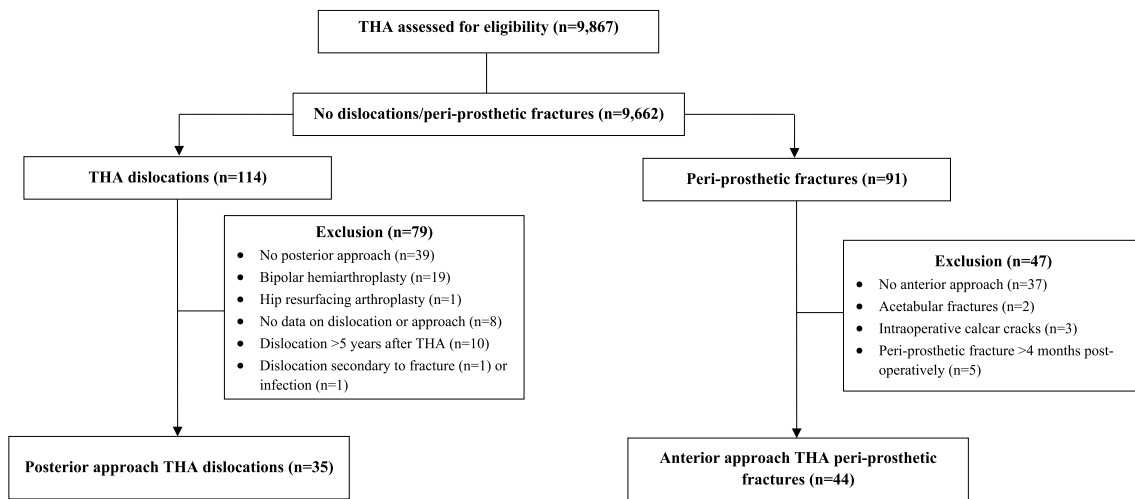 THA assessed for eligibility (n=9,867)
No dislocations/peri-prosthetic fractures (n=9,662)
THA dislocations (n=114)
Peri-prosthetic fractures (n=91)
Exclusion (n=79)
• No posterior approach (n=39)
• Bipolar hemiarthroplasty (n=19)
• Hip resurfacing arthroplasty (n=1)
• No data on dislocation or approach (n=8)
• Dislocation >5 years after THA (n=10)
• Dislocation secondary to fracture (n=1) or
infection (n=1)
Exclusion (n=47)
• No anterior approach (n=37)
• Acetabular fractures (n=2)
• Intraoperative calcar cracks (n=3)
• Peri-prosthetic fracture >4 months post-
operatively (n=5)
Posterior approach THA dislocations (n=35)
Anterior approach THA peri-prosthetic
fractures (n=44)